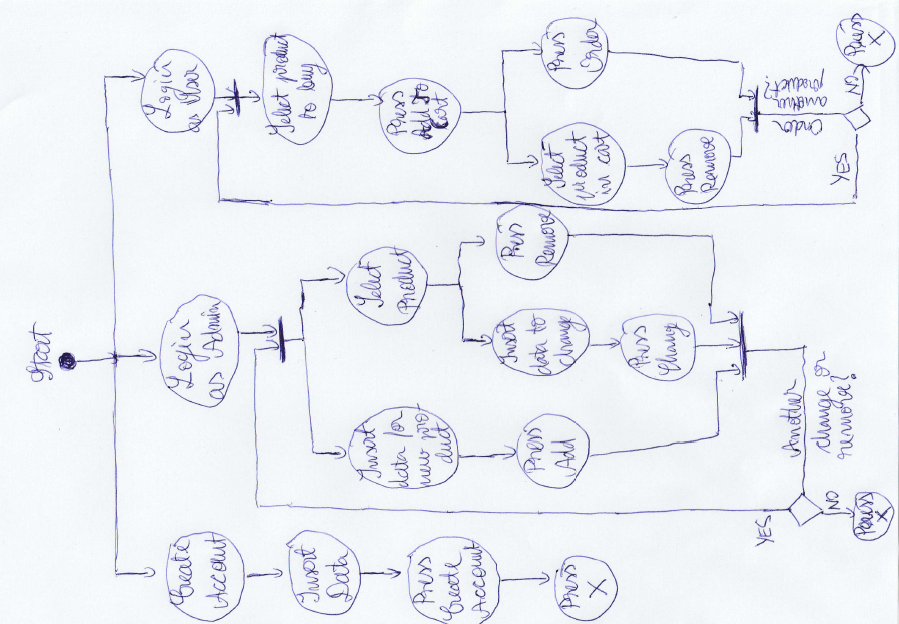 Start
Login
as User
Select product
to buy
Press
Add To
Cart
Press
Order
Select
product
in cart
Press
Remove
Order
another
product?
YES
NO
Press
X
Login
as Admin
Select
Product
Press
Remove
Insert
data to
change
Press
Change
Insert
data for
new pro
duct
Press
Add
Another
change or
remove?
YES
NO
Press
X
Create
Account
Insert
Data
Press
Create
Account
Press
X